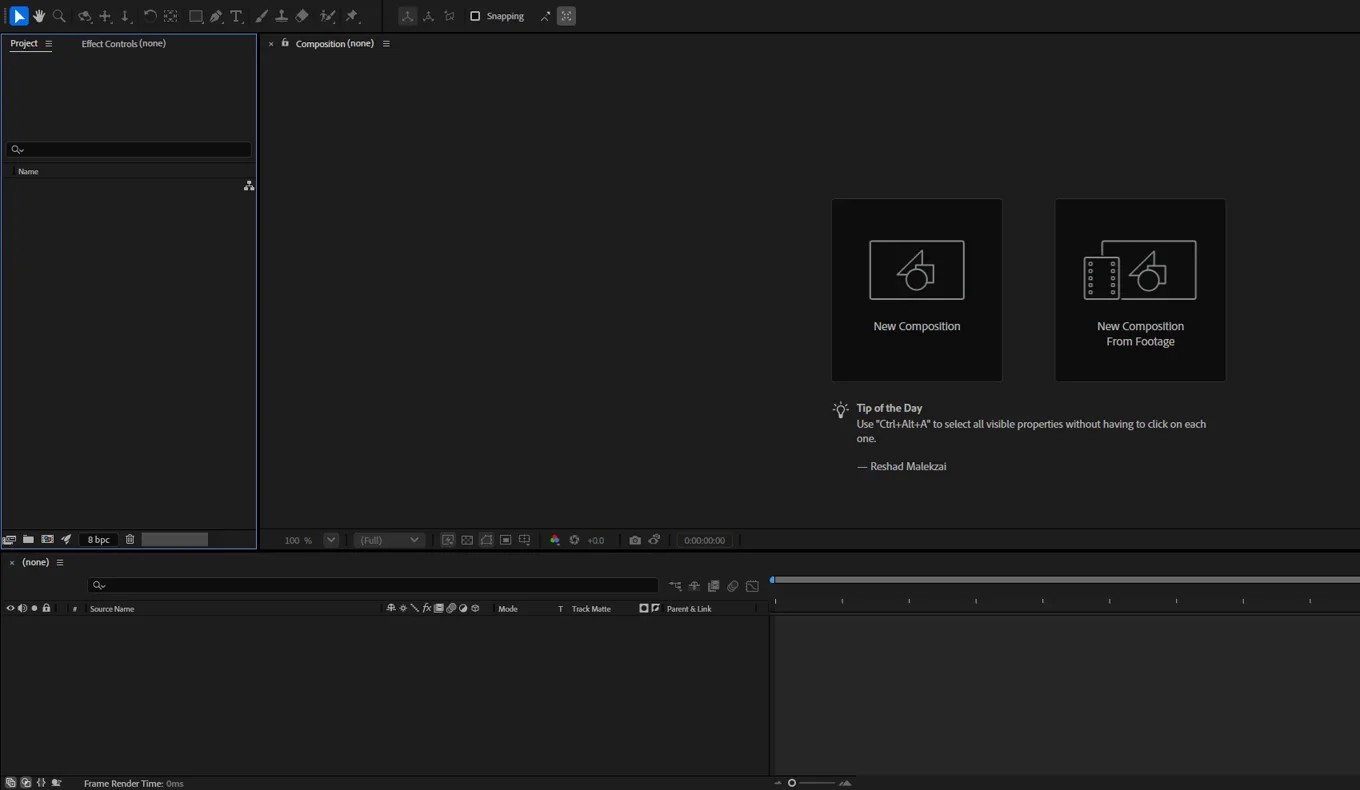 Snapping
Project
Effect Controls (none)
Composition (none)
Name
New Composition
New Composition
From Footage
Tip of the Day
Use "Ctrl+Alt+A" to select all visible properties without having to click on each
one.
— Reshad Malekzai
8 bpc
100 %
(Full)
+0.0
0:00:00:00
(none)
# Source Name
fx
Mode
T Track Matte
Parent & Link
Frame Render Time: 0ms